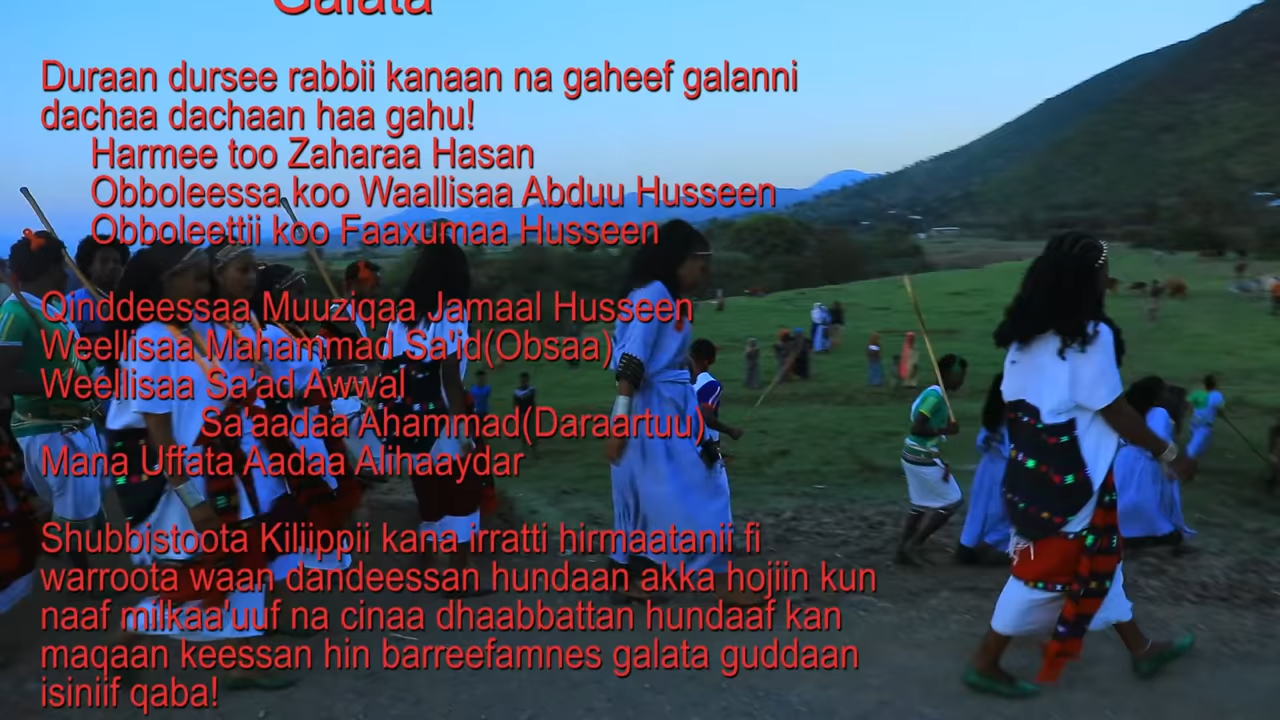 Galata
Duraan dursee rabbii kanaan na gaheef galanni
dachaa dachaan haa gahu!
Harmee too Zaharaa Hasan
Obboleessa koo Waallisaa Abduu Husseen
Obboleettii koo Faaxumaa Husseen
Qinddeessaa Muuziqaa Jamaal Husseen
Weellisaa Mahammad Sa'id(Obsaa)
Weellisaa Sa'ad Awwal
Sa'aadaa Ahammad(Daraartuu)
Mana Uffata Aadaa Alihaaydar
Shubbistoota Kiliippii kana irratti hirmaatanii fi
warroota waan dandeessan hundaan akka hojiin kun
naaf milkaa'uuf na cinaa dhaabbattan hundaaf kan
maqaan keessan hin barreefamnes galata guddaan
isiniif qaba!